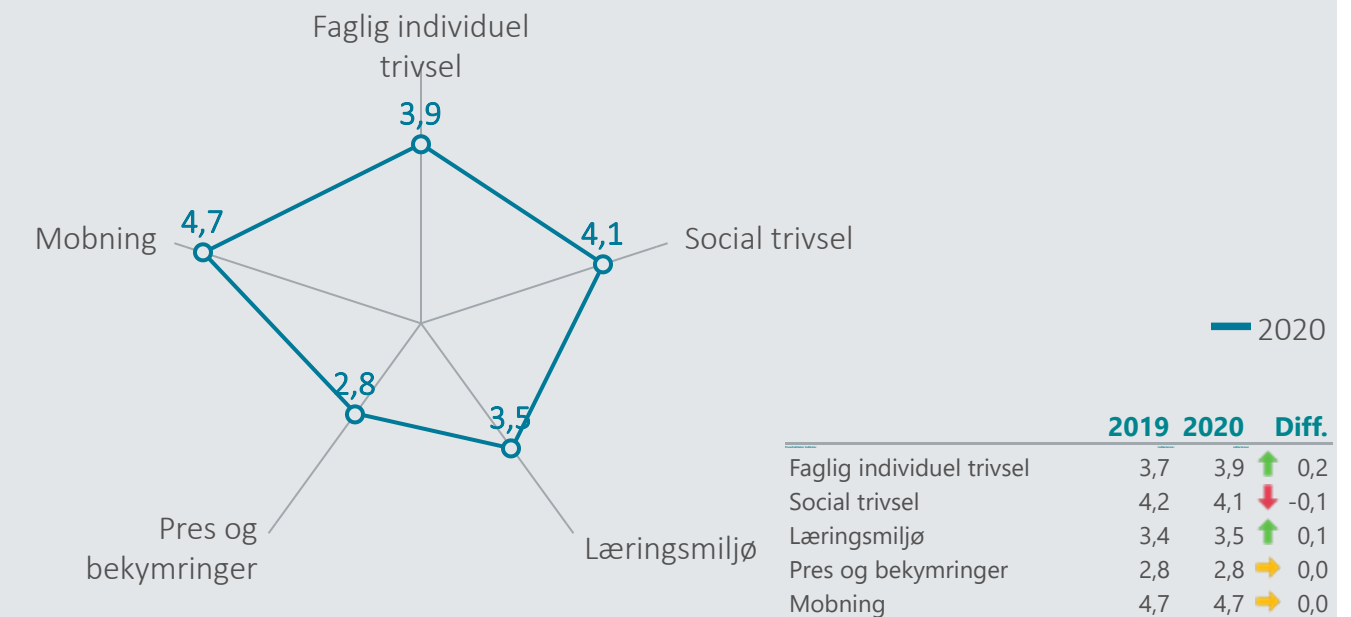 Faglig individuel
trivsel
3,9
Mobning
4,7
4,1
Social trivsel
2020
2,8
3,5
Pres og
bekymringer
Læringsmiljø
2019 2020 Diff.
Faglig individuel trivsel 3,7 3,9 0,2
Social trivsel 4,2 4,1 -0,1
Læringsmiljø 3,4 3,5 0,1
Pres og bekymringer 2,8 2,8 0,0
Mobning 4,7 4,7 0,0